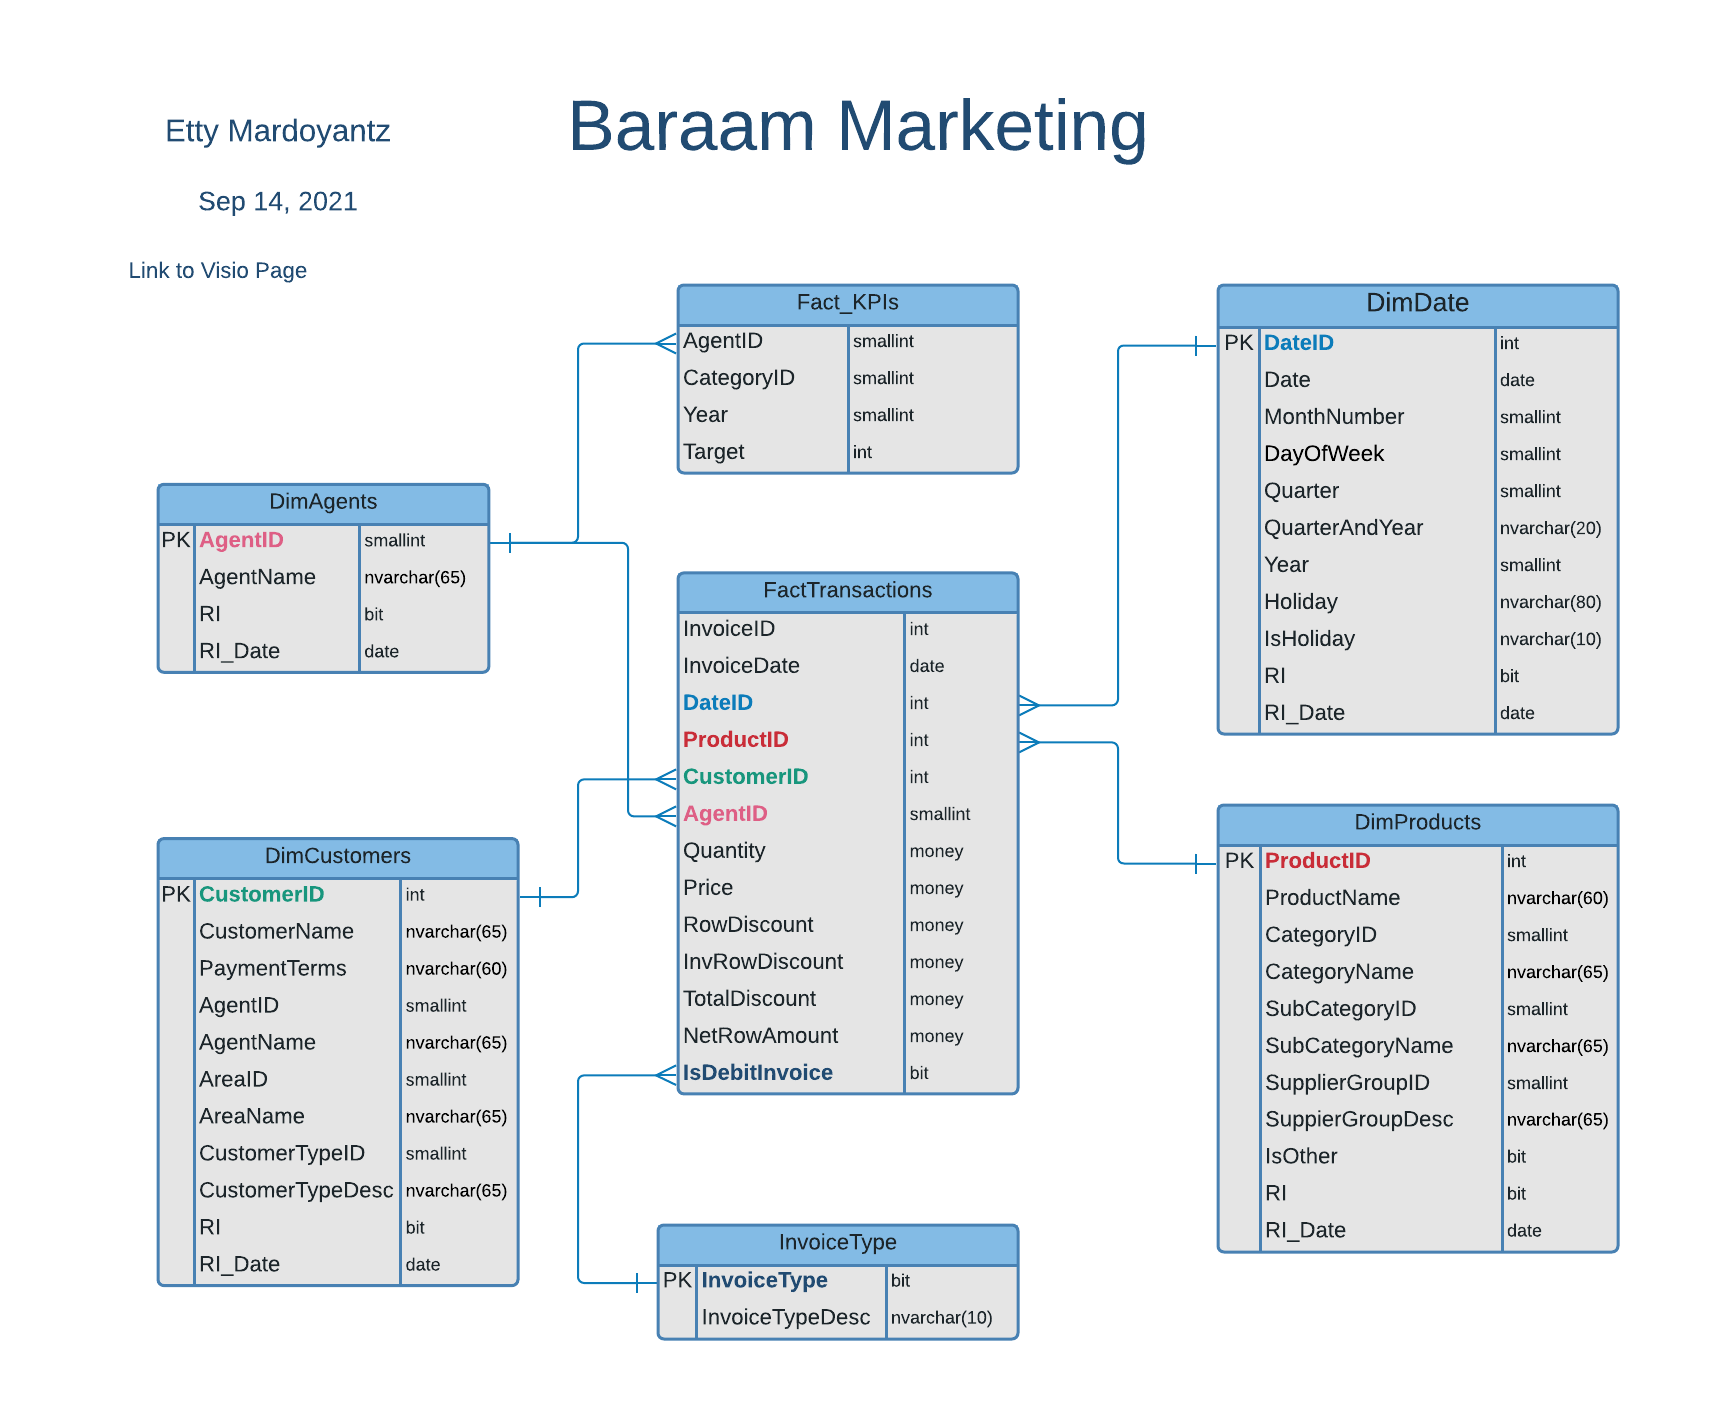 Baraam Marketing
Etty Mardoyantz
Sep 14, 2021
Link to Visio Page
Fact_KPIs
AgentID smallint
CategoryID smallint
Year smallint
Target int
DimDate
PK DateID int
Date date
MonthNumber smallint
DayOfWeek smallint
Quarter smallint
QuarterAndYear nvarchar(20)
Year smallint
Holiday nvarchar(80)
IsHoliday nvarchar(10)
RI bit
RI_Date date
DimAgents
PK AgentID smallint
AgentName nvarchar(65)
RI bit
RI_Date date
FactTransactions
InvoiceID int
InvoiceDate date
DateID int
ProductID int
CustomerID int
AgentID smallint
Quantity money
Price money
RowDiscount money
InvRowDiscount money
TotalDiscount money
NetRowAmount money
IsDebitInvoice bit
DimProducts
PK ProductID int
ProductName nvarchar(60)
CategoryID smallint
CategoryName nvarchar(65)
SubCategoryID smallint
SubCategoryName nvarchar(65)
SupplierGroupID smallint
SuppierGroupDesc nvarchar(65)
IsOther bit
RI bit
RI_Date date
DimCustomers
PK CustomerID int
CustomerName nvarchar(65)
PaymentTerms nvarchar(60)
AgentID smallint
AgentName nvarchar(65)
AreaID smallint
AreaName nvarchar(65)
CustomerTypeID smallint
CustomerTypeDesc nvarchar(65)
RI bit
RI_Date date
InvoiceType
PK InvoiceType bit
InvoiceTypeDesc nvarchar(10)